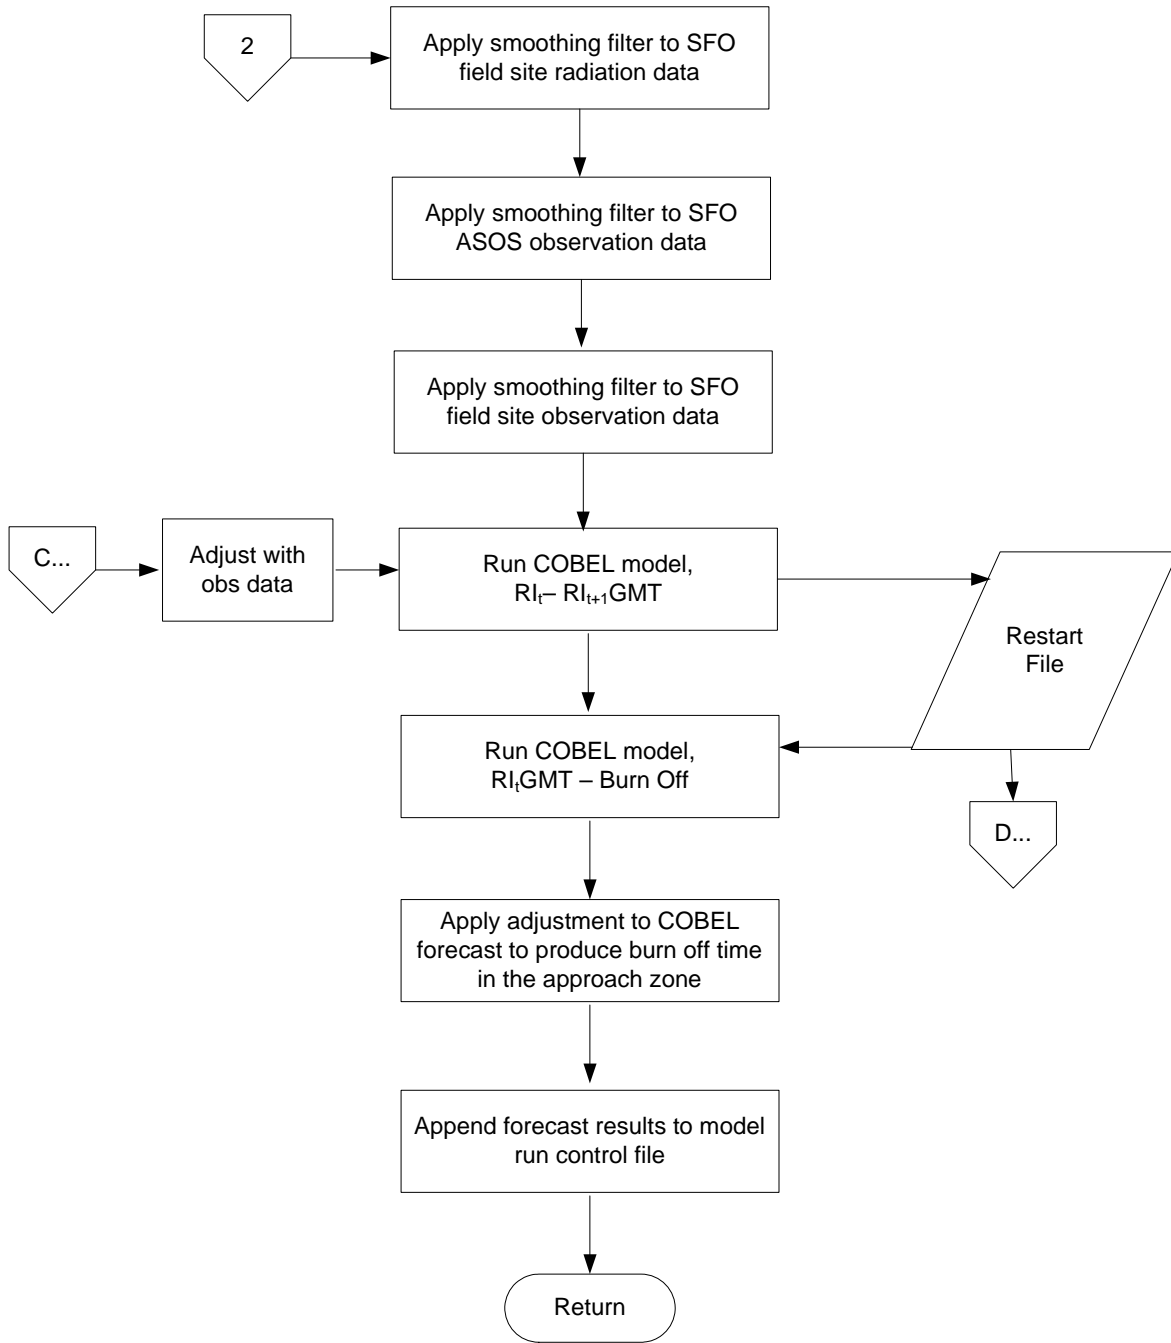 2
Apply smoothing filter to SFO
field site radiation data
Apply smoothing filter to SFO
ASOS observation data
Apply smoothing filter to SFO
field site observation data
C...
Adjust with
obs data
Run COBEL model,
RIt– RIt+1GMT
Restart
File
Run COBEL model,
RItGMT – Burn Off
D...
Apply adjustment to COBEL
forecast to produce burn off time
in the approach zone
Append forecast results to model
run control file
Return